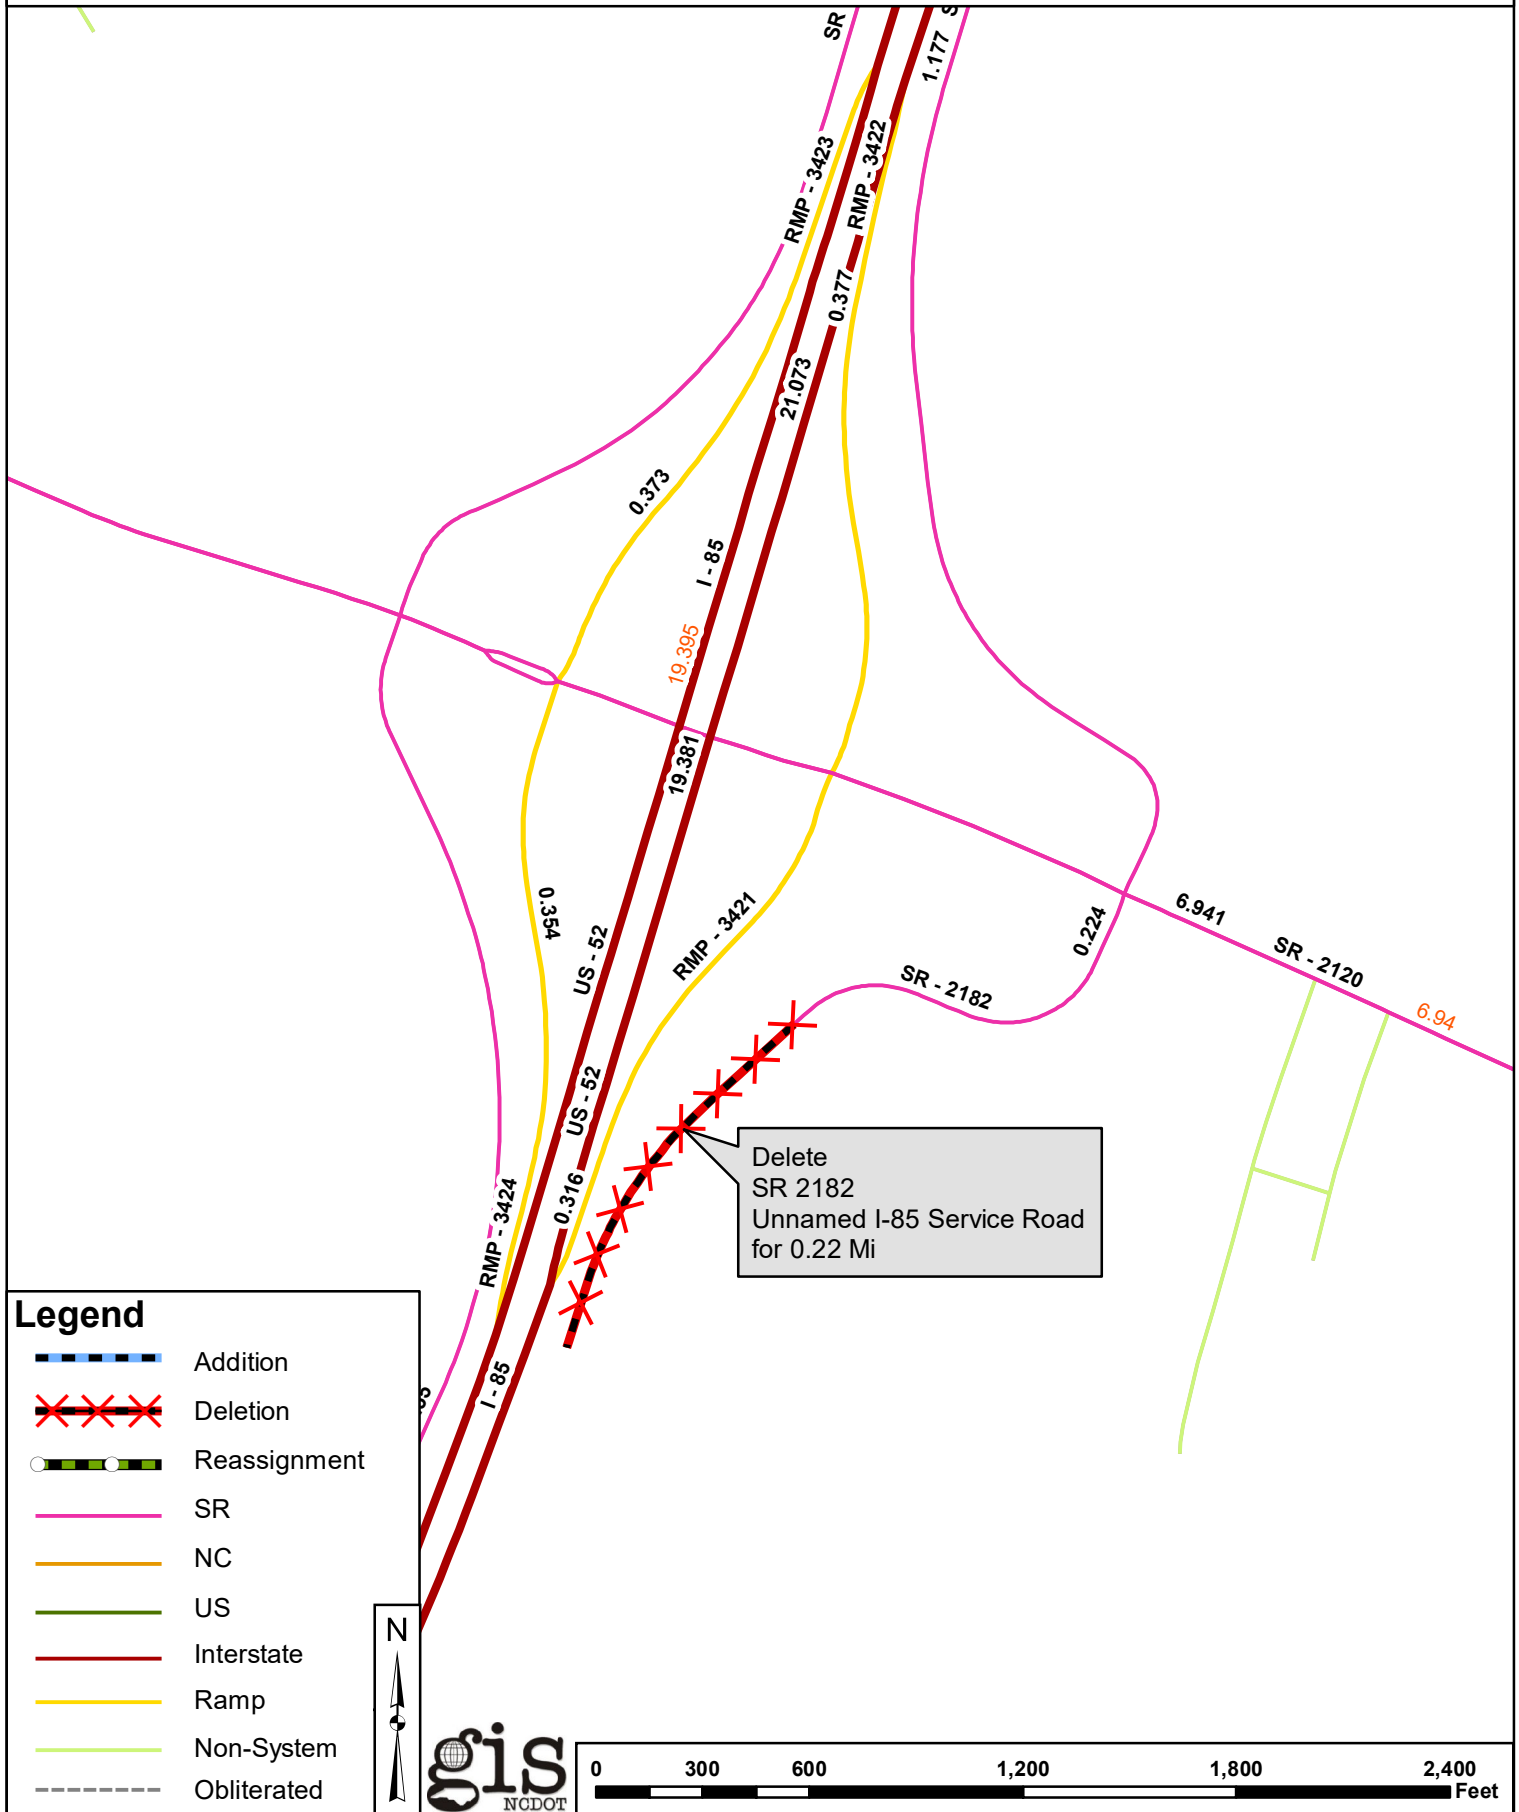 SR
S
1.177
RMP - 3423
RMP - 3422
0.377
21.073
0.373
I - 85
19.395
19.381
0.354
US - 52
RMP - 3421
0.224
6.941
SR - 2120
6.94
SR - 2182
US - 52
0.316
RMP - 3424
I - 85
Delete
SR 2182
Unnamed I-85 Service Road
for 0.22 Mi
Legend
Addition
Deletion
Reassignment
SR
NC
US
Interstate
Ramp
Non-System
Obliterated
N
gis
NCDOT
0 300 600 1,200 1,800 2,400
Feet